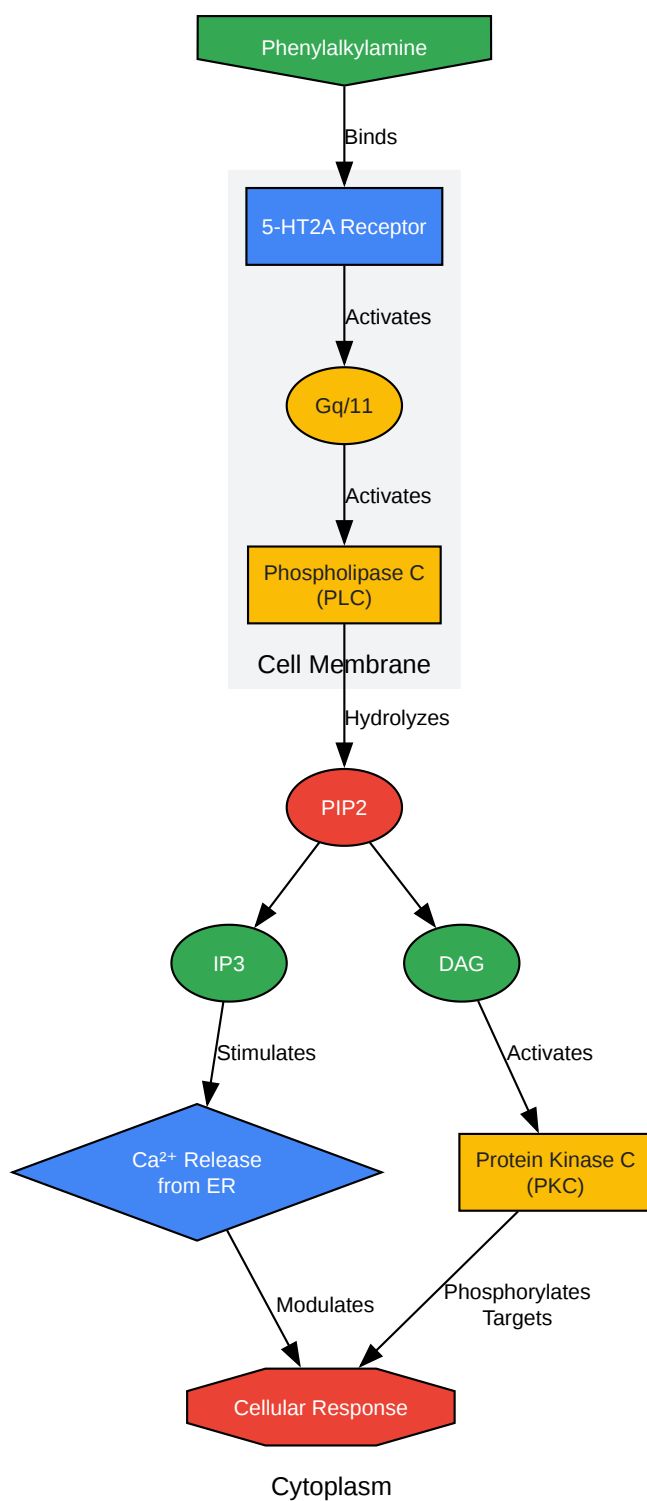 Phenylalkylamine
Binds
5-HT2A Receptor
Activates
Gq/11
Activates
Phospholipase C
(PLC)
Cell Membrane
Hydrolyzes
PIP2
IP3
DAG
Stimulates
Activates
Ca²⁺ Release
from ER
Protein Kinase C
(PKC)
Modulates
Phosphorylates
Targets
Cellular Response
Cytoplasm